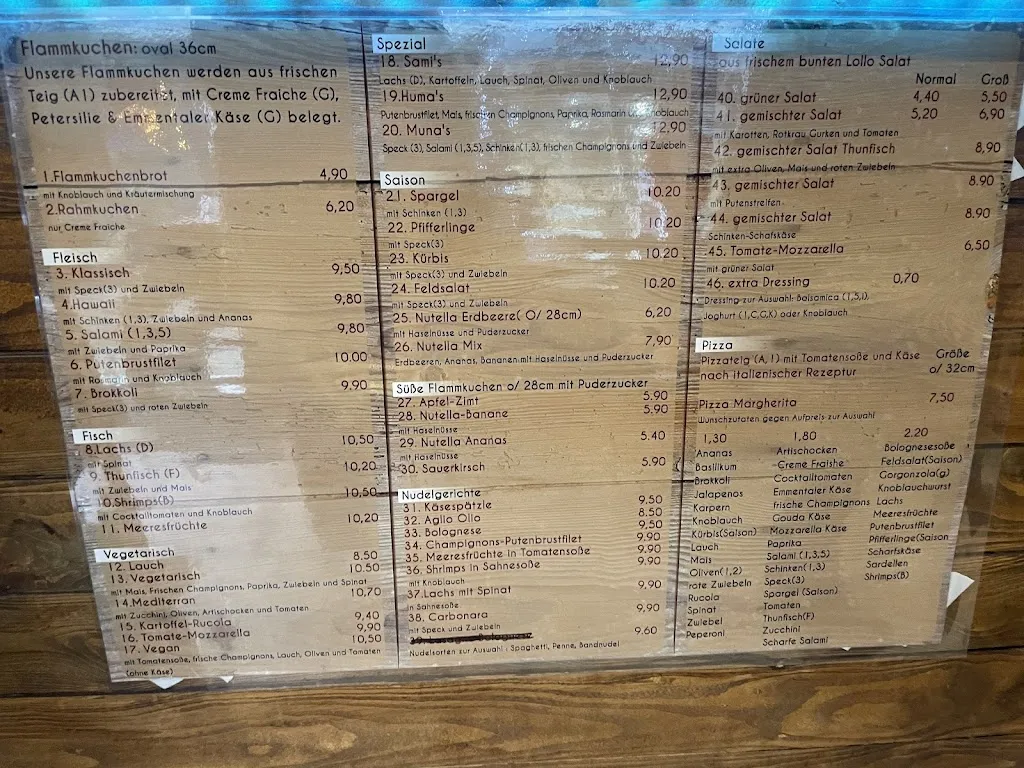 Flammkuchen: oval 36cm
Unsere Flammkuchen werden aus frischen
Teig (A1) zubereitet, mit Creme Fraiche (G),
Petersilie & Emmentaler Käse (G) belegt.
1.Flammkuchenbrot 4,90
mit Knoblauch und Kräutermischung
2.Rahmkuchen 6,20
nur Creme Fraiche
Fleisch
3. Klassisch 9,50
mit Speck(3) und Zwiebeln
4.Hawaii 9,80
mit Schinken (1,3), Zwiebeln und Ananas
5. Salami (1,3,5) 9,80
mit Zwiebeln und Paprika
6. Putenbrustfilet 10.00
mit Rosmarin und Knoblauch
7. Brokkoli 9.90
mit Speck(3) und roten Zwiebeln
Fisch
8.Lachs (D) 10,50
mit Spinat
9. Thunfisch (F) 10,20
mit Zwiebeln und Mais
10.Shrimps(B) 10,50
mit Cocktailtomaten und Knoblauch
11. Meeresfrüchte 10,20
Vegetarisch
12. Lauch 8.50
13. Vegetarisch 10.50
mit Mais, Frischen Champignons, Paprika, Zwiebeln und Spinat
14.Mediterran 10,70
mit Zucchini, Oliven, Artischocken und Tomaten
15. Kartoffel-Rucola 9,40
16. Tomate-Mozzarella 9,90
17. Vegan 10,50
mit Tomatensoße, frische Champignons, Lauch, Oliven und Tomaten
(ohne Käse)
Spezial
18. Sami's 12,90
Lachs (D), Kartoffeln, Lauch, Spinat, Oliven und Knoblauch
19.Huma's 12,90
Putenbrustfilet, Mais, frischen Champignons, Paprika, Rosmarin und Knoblauch
20. Muna's 12.90
Speck (3), Salami (1,3,5), Schinken(1,3), frischen Champignons und Zwiebeln
Saison
21. Spargel 10.20
mit Schinken (1,3)
22. Pfifferlinge 10.20
mit Speck(3)
23. Kürbis 10.20
mit Speck(3) und Zwiebeln
24. Feldsalat 10.20
mit Speck(3) und Zwiebeln
25. Nutella Erdbeere( O/ 28cm) 6,20
mit Haselnüsse und Puderzucker
26. Nutella Mix 7,90
Erdbeeren, Ananas, Bananen mit Haselnüsse und Puderzucker
Süße Flammkuchen o/ 28cm mit Puderzucker
27. Apfel-Zimt 5.90
28. Nutella-Banane 5.90
mit Haselnüsse
29. Nutella Ananas 5.40
mit Haselnüsse
30. Sauerkirsch 5.90
Nudelgerichte
31. Käsespätzle 9,50
32. Aglio Olio 8.50
33. Bolognese 9,50
34. Champignons-Putenbrustfilet 9.90
35. Meeresfrüchte in Tomatensoße 9.90
36. Shrimps in Sahnesoße 9,90
mit Knoblauch
37.Lachs mit Spinat 9,90
in Sahnesoße
38. Carbonara 9,90
mit Speck und Zwiebeln
9.60
Nudelsorten zur Auswahl : Spaghetti, Penne, Bandnudel
Salate
aus frischem bunten Lollo Salat
Normal Groß
40. grüner Salat 4,40 5,50
41. gemischter Salat 5,20 6,90
mit Karotten, Rotkrau Gurken und Tomaten
42. gemischter Salat Thunfisch 8,90
mit extra Oliven, Mais und roten Zwiebeln
43. gemischter Salat 8.90
mit Putenstreifen
44. gemischter Salat 8.90
Schinken-Schafskäse
45. Tomate-Mozzarella 6,50
mit grüner Salat
46. extra Dressing 0,70
Dressing zur Auswahl: Balsamico (1,5,l),
Joghurt (1,C,G,K) oder Knoblauch
Pizza
Pizzateig (A,1) mit Tomatensoße und Käse Größe
nach italienischer Rezeptur o/ 32cm
Pizza Margherita 7,50
Wunschzutaten gegen Aufpreis zur Auswahl
1,30 1,80 2.20
Ananas Artischocken Bolognesesoße
Basilikum Creme Fraishe Feldsalat(Saison)
Brokkoli Cocktailtomaten Gorgonzola(g)
Jalapenos Emmentaler Käse Knoblauchwurst
Karpern frische Champignons Lachs
Knoblauch Gouda Käse Meeresfrüchte
Kürbis(Saison) Mozzarella Käse Putenbrustfilet
Lauch Paprika Pfifferlinge(Saison
Mais Salami (1,3,5) Schafskäse
Oliven(1,2) Schinken(1,3) Sardellen
rote Zwiebeln Speck(3) Shrimps(B)
Rucola Spargel (Saison)
Spinat Tomaten
Zwiebel Thunfisch(F)
Peperoni Zucchini
Scharfe Salami